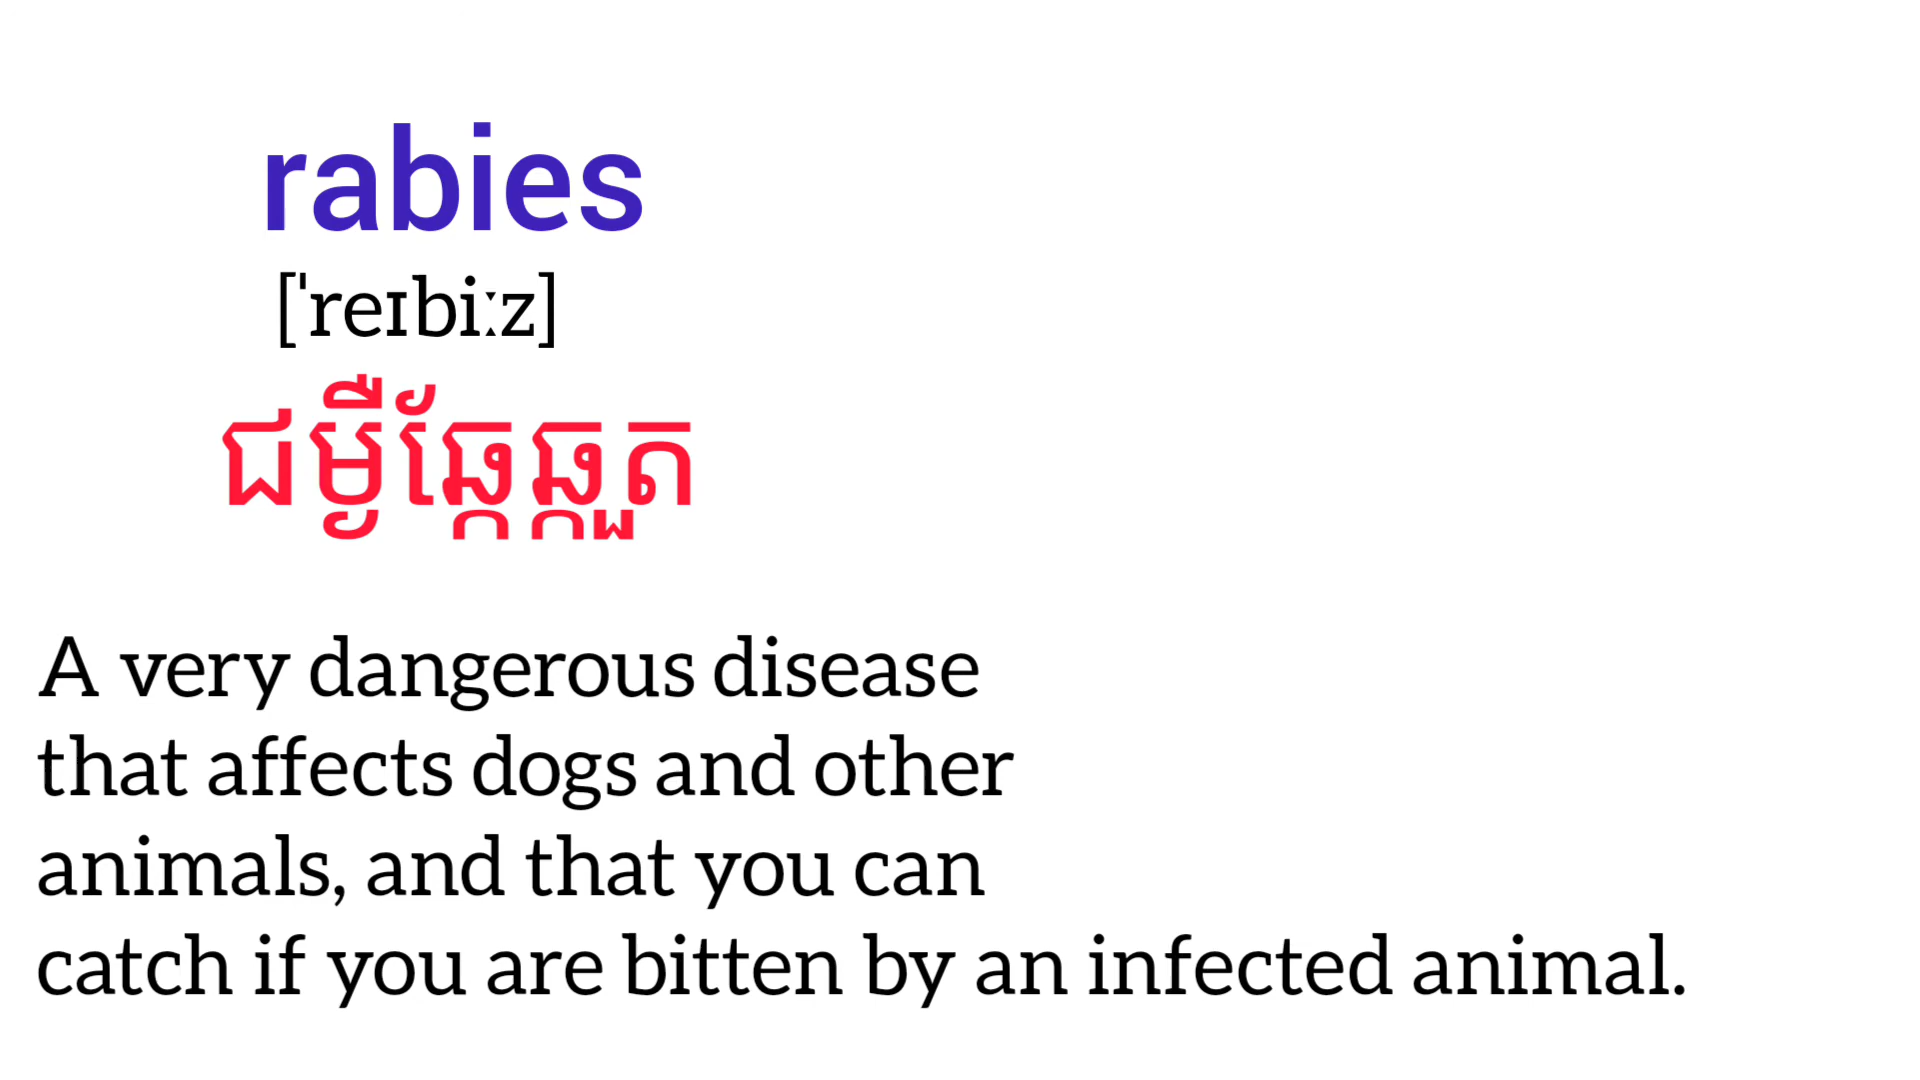 rabies
[ˈreɪbiːz]
ជម្ងឺឆ្កែឆ្កួត
A very dangerous disease
that affects dogs and other
animals, and that you can
catch if you are bitten by an infected animal.